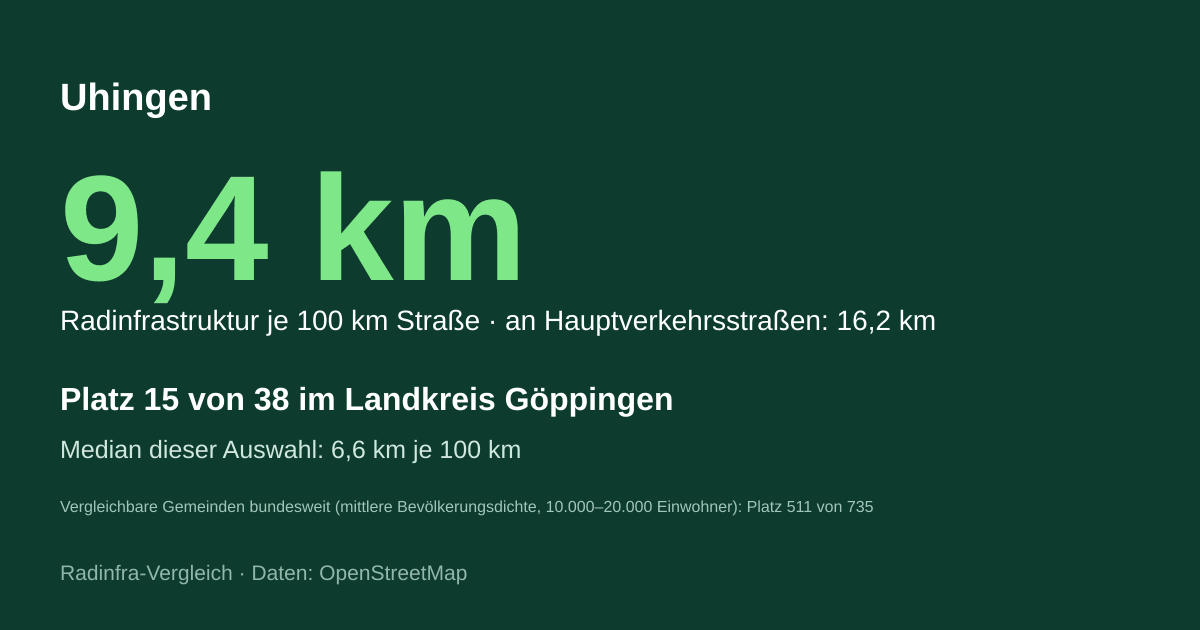 Uhingen
9,4 km
Radinfrastruktur je 100 km Straße · an Hauptverkehrsstraßen: 16,2 km
Platz 15 von 38 im Landkreis Göppingen
Median dieser Auswahl: 6,6 km je 100 km
Vergleichbare Gemeinden bundesweit (mittlere Bevölkerungsdichte, 10.000–20.000 Einwohner): Platz 511 von 735
Radinfra-Vergleich · Daten: OpenStreetMap